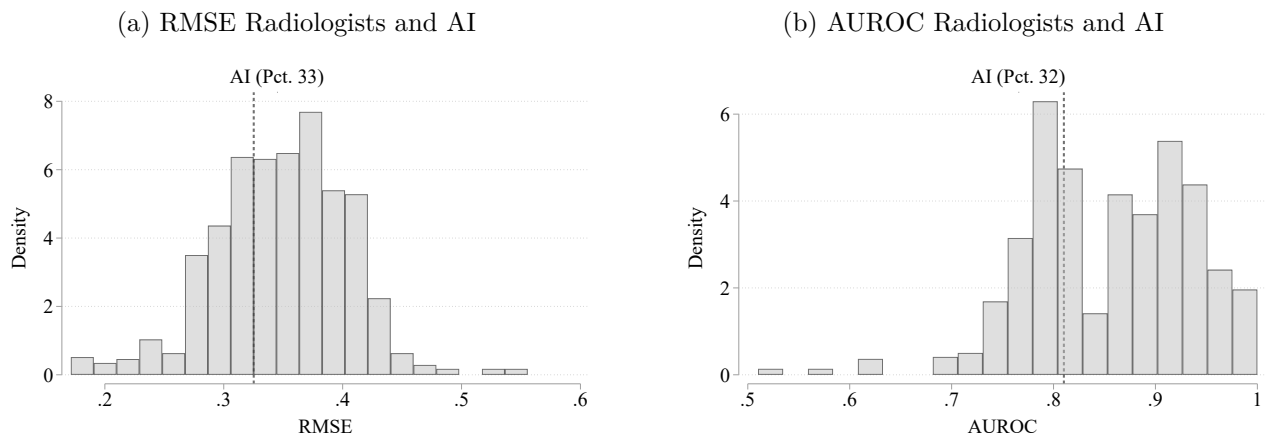 (a) RMSE Radiologists and AI
AI (Pct. 33)
8
6
4
2
0
Density
.2 .3 .4 .5 .6
RMSE
(b) AUROC Radiologists and AI
AI (Pct. 32)
6
4
2
0
Density
.5 .6 .7 .8 .9 1
AUROC